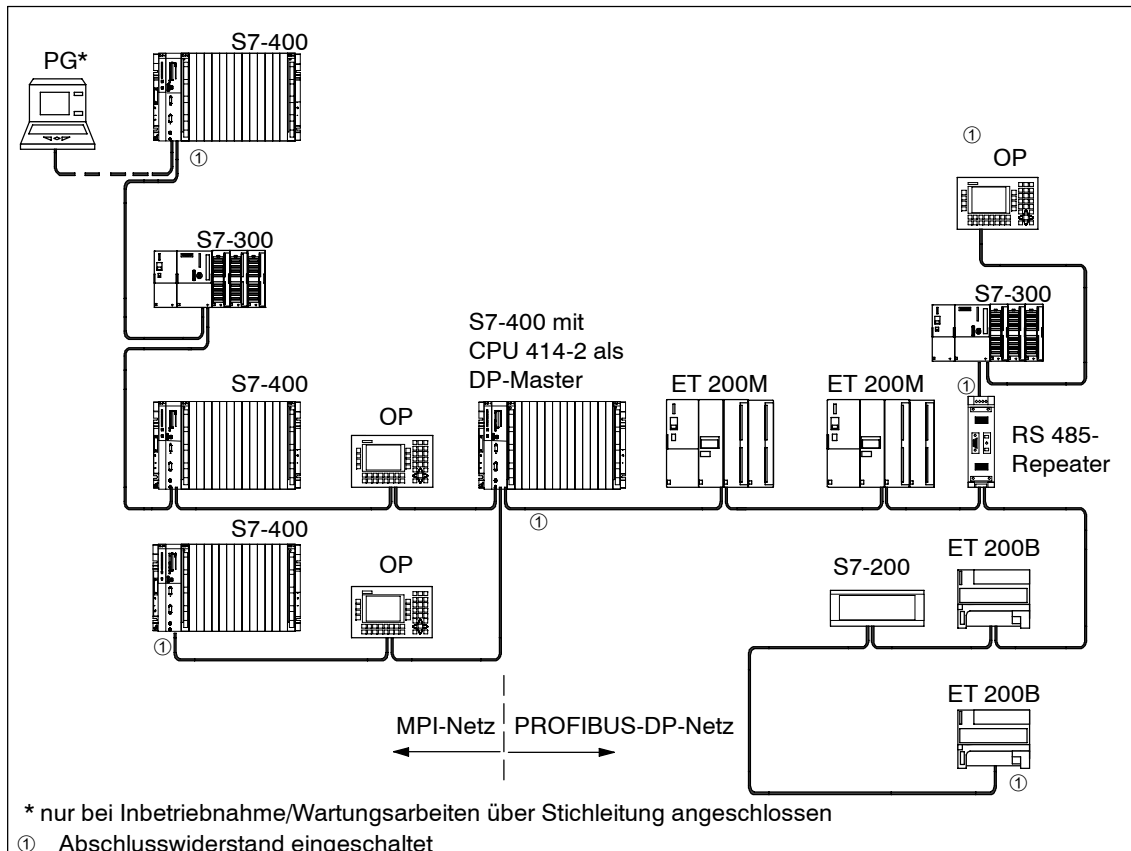 S7-400
PG*
①
①
OP
S7-300
S7-300
S7-400 mit
CPU 414-2 als
DP-Master
S7-400
ET 200M
ET 200M
①
OP
RS 485-
Repeater
①
S7-400
OP
S7-200
ET 200B
①
ET 200B
MPI-Netz
PROFIBUS-DP-Netz
①
* nur bei Inbetriebnahme/Wartungsarbeiten über Stichleitung angeschlossen
① Abschlusswiderstand eingeschaltet